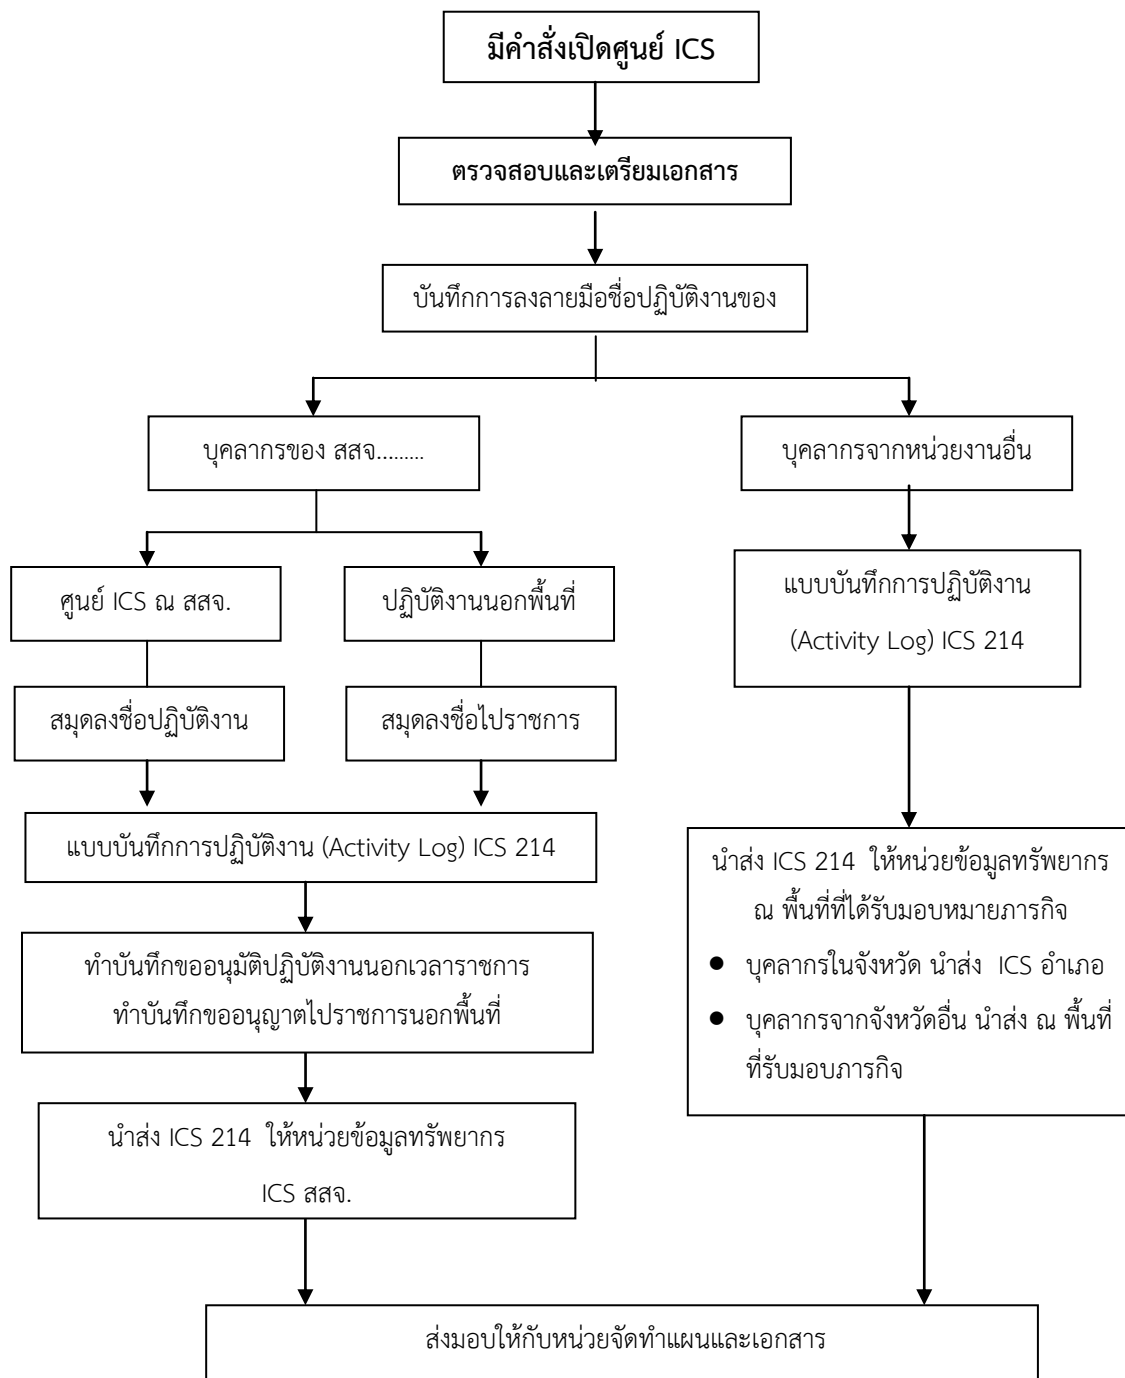 มีคำสั่งเปิดศูนย์ ICS
ตรวจสอบและเตรียมเอกสาร
บันทึกการลงลายมือชื่อปฏิบัติงานของ
บุคลากรของ สสจ.........
บุคลากรจากหน่วยงานอื่น
ศูนย์ ICS ณ สสจ.
ปฏิบัติงานนอกพื้นที่
แบบบันทึกการปฏิบัติงาน
(Activity Log) ICS 214
สมุดลงชื่อปฏิบัติงาน
สมุดลงชื่อไปราชการ
แบบบันทึกการปฏิบัติงาน (Activity Log) ICS 214
นำส่ง ICS 214 ให้หน่วยข้อมูลทรัพยากร
ณ พื้นที่ที่ได้รับมอบหมายภารกิจ
● บุคลากรในจังหวัด นำส่ง ICS อำเภอ
● บุคลากรจากจังหวัดอื่น นำส่ง ณ พื้นที่
ที่รับมอบภารกิจ
ทำบันทึกขออนุมัติปฏิบัติงานนอกเวลาราชการ
ทำบันทึกขออนุญาตไปราชการนอกพื้นที่
นำส่ง ICS 214 ให้หน่วยข้อมูลทรัพยากร
ICS สสจ.
ส่งมอบให้กับหน่วยจัดทำแผนและเอกสาร